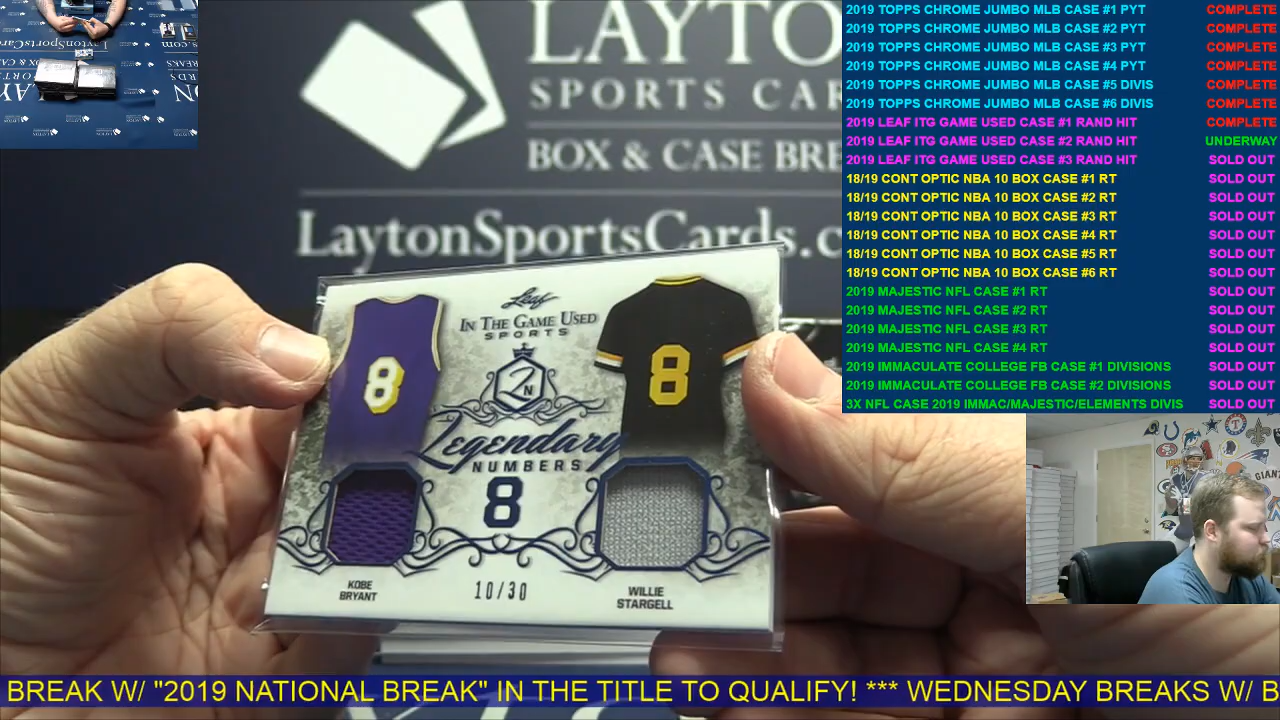 LAYTON
SPORTS CAR
BOX & CASE BRE
LaytonSportsCards.c
2019 TOPPS CHROME JUMBO MLB CASE #1 PYT COMPLETE
2019 TOPPS CHROME JUMBO MLB CASE #2 PYT COMPLETE
2019 TOPPS CHROME JUMBO MLB CASE #3 PYT COMPLETE
2019 TOPPS CHROME JUMBO MLB CASE #4 PYT COMPLETE
2019 TOPPS CHROME JUMBO MLB CASE #5 DIVIS COMPLETE
2019 TOPPS CHROME JUMBO MLB CASE #6 DIVIS COMPLETE
2019 LEAF ITG GAME USED CASE #1 RAND HIT COMPLETE
2019 LEAF ITG GAME USED CASE #2 RAND HIT UNDERWAY
2019 LEAF ITG GAME USED CASE #3 RAND HIT SOLD OUT
18/19 CONT OPTIC NBA 10 BOX CASE #1 RT SOLD OUT
18/19 CONT OPTIC NBA 10 BOX CASE #2 RT SOLD OUT
18/19 CONT OPTIC NBA 10 BOX CASE #3 RT SOLD OUT
18/19 CONT OPTIC NBA 10 BOX CASE #4 RT SOLD OUT
18/19 CONT OPTIC NBA 10 BOX CASE #5 RT SOLD OUT
18/19 CONT OPTIC NBA 10 BOX CASE #6 RT SOLD OUT
2019 MAJESTIC NFL CASE #1 RT SOLD OUT
2019 MAJESTIC NFL CASE #2 RT SOLD OUT
2019 MAJESTIC NFL CASE #3 RT SOLD OUT
2019 MAJESTIC NFL CASE #4 RT SOLD OUT
2019 IMMACULATE COLLEGE FB CASE #1 DIVISIONS SOLD OUT
2019 IMMACULATE COLLEGE FB CASE #2 DIVISIONS SOLD OUT
3X NFL CASE 2019 IMMAC/MAJESTIC/ELEMENTS DIVIS SOLD OUT
Leaf
IN THE GAME USED
SPORTS
8
8
LN
Legendary
NUMBERS
8
KOBE
BRYANT
10/30
WILLIE
STARGELL
BREAK W/ "2019 NATIONAL BREAK" IN THE TITLE TO QUALIFY! *** WEDNESDAY BREAKS W/ B